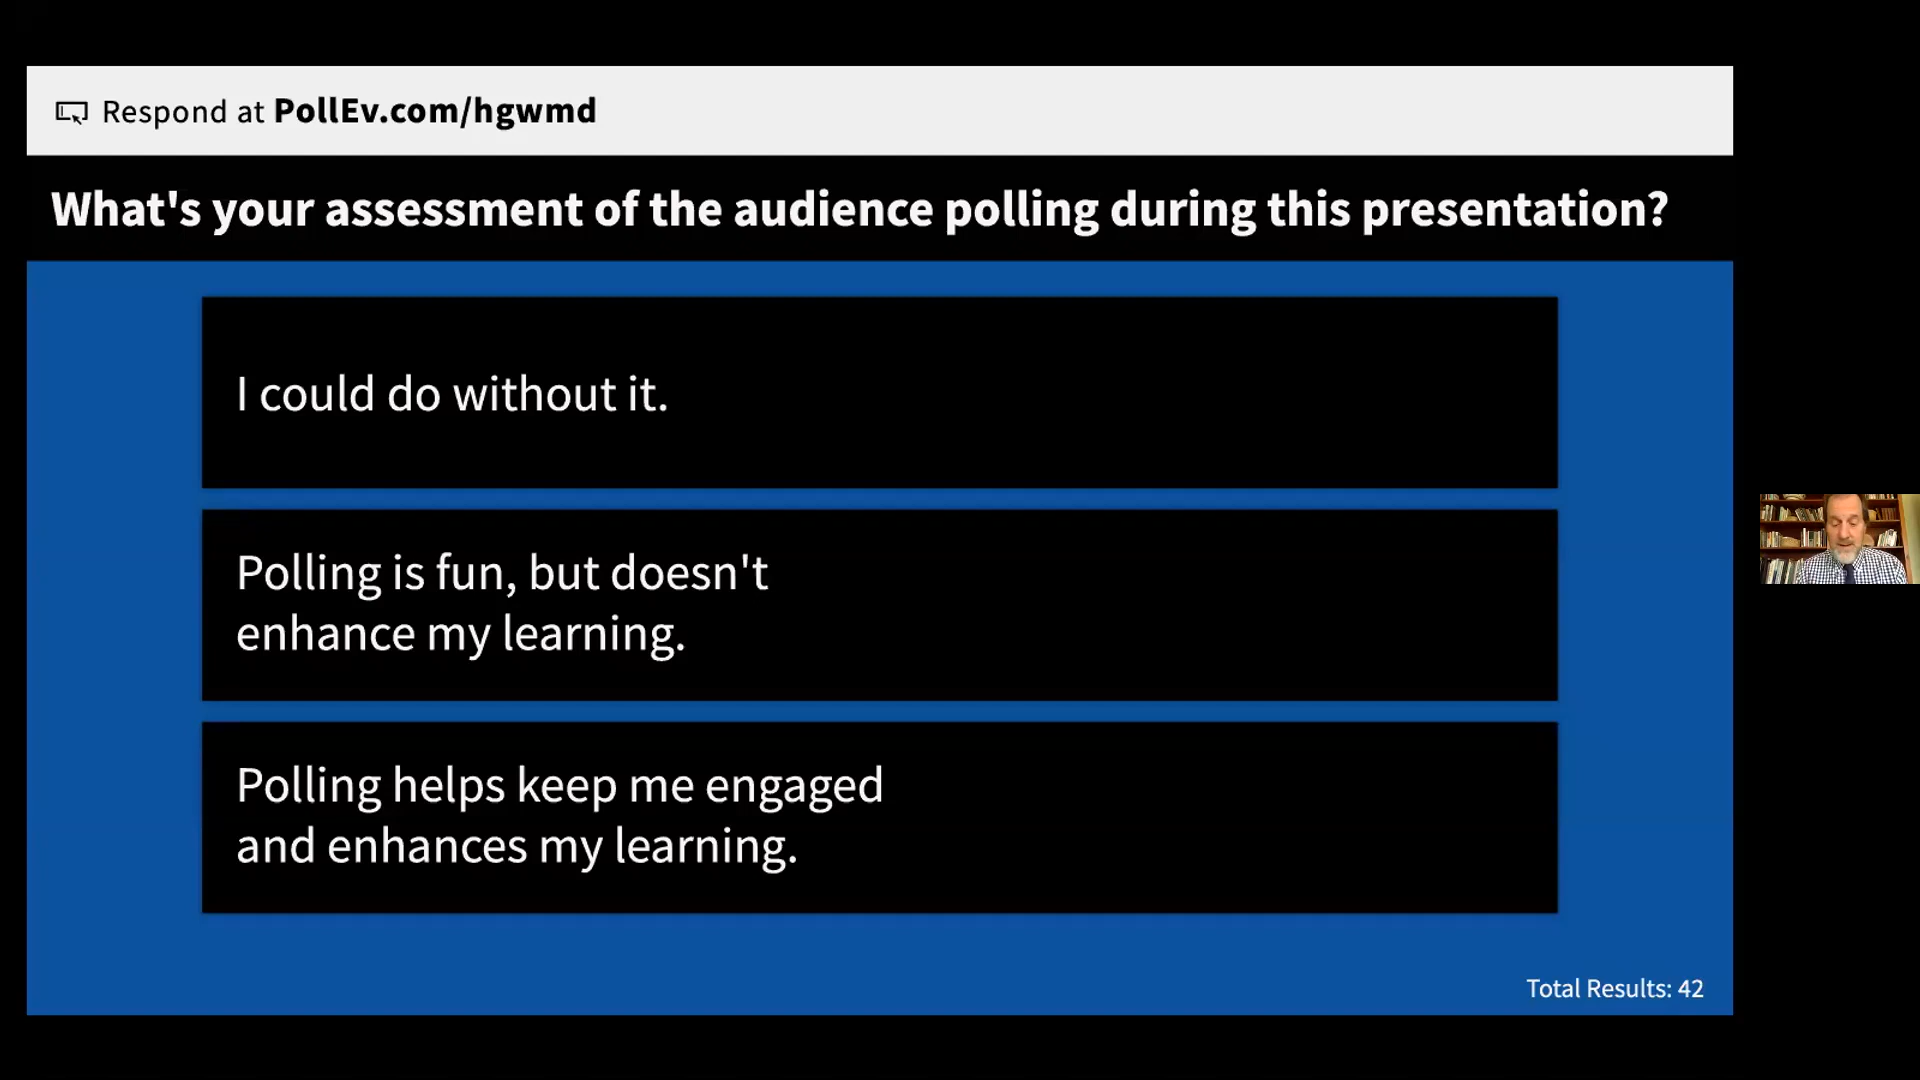 Respond at PollEv.com/hgwmd
What's your assessment of the audience polling during this presentation?
I could do without it.
Polling is fun, but doesn't
enhance my learning.
Polling helps keep me engaged
and enhances my learning.
Total Results: 42